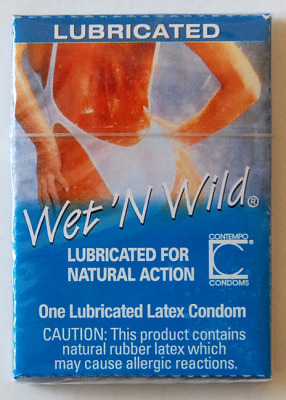 LUBRICATED
Wet 'N Wild®
LUBRICATED FOR
NATURAL ACTION
CONTEMPO
CONDOMS
One Lubricated Latex Condom
CAUTION: This product contains
natural rubber latex which
may cause allergic reactions.